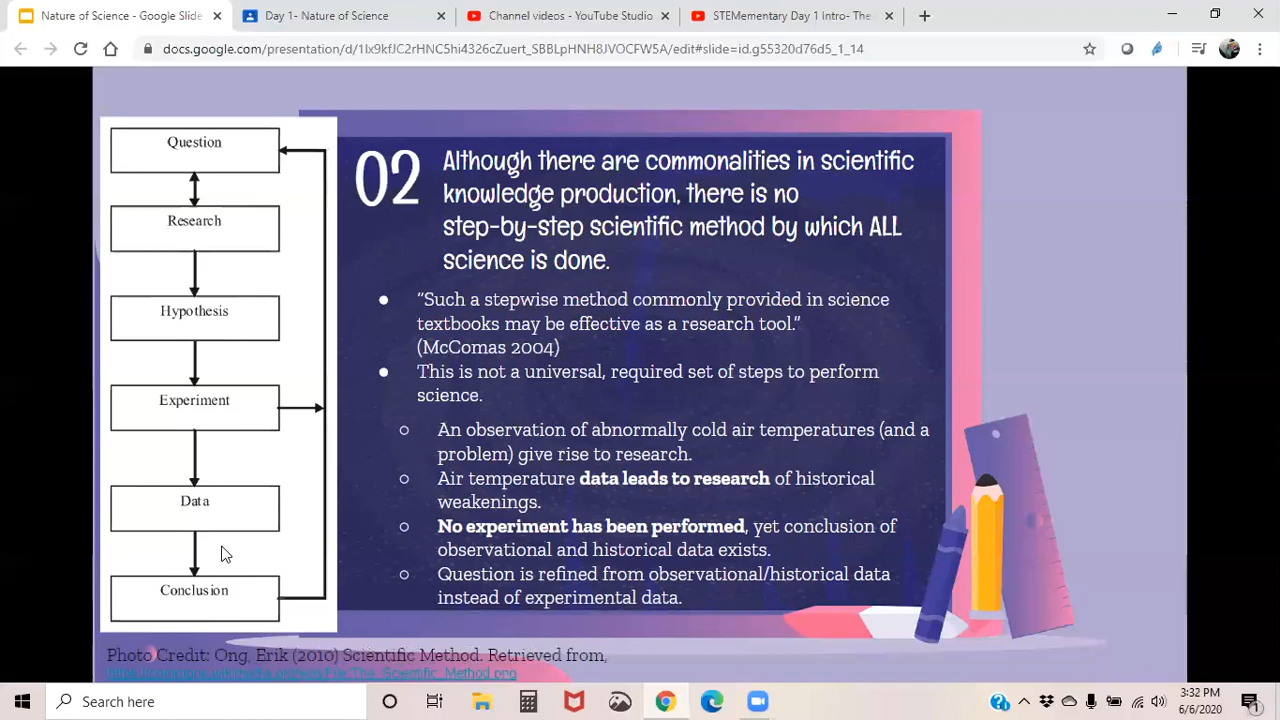 Nature of Science - Google Slide
Day 1- Nature of Science
Channel videos - YouTube Studio
STEMementary Day 1 Intro- The
docs.google.com/presentation/d/1lx9kfJC2rHNC5hi4326cZuert_SBBLpHNH8JVOCFW5A/edit#slide=id.g55320d76d5_1_14
Question
Research
Hypothesis
Experiment
Data
Conclusion
02
Although there are commonalities in scientific
knowledge production, there is no
step-by-step scientific method by which ALL
science is done.
● “Such a stepwise method commonly provided in science
textbooks may be effective as a research tool.”
(McComas 2004)
● This is not a universal, required set of steps to perform
science.
○ An observation of abnormally cold air temperatures (and a
problem) give rise to research.
○ Air temperature data leads to research of historical
weakenings.
○ No experiment has been performed, yet conclusion of
observational and historical data exists.
○ Question is refined from observational/historical data
instead of experimental data.
Photo Credit: Ong, Erik (2010) Scientific Method. Retrieved from,
Search here
3:32 PM
6/6/2020